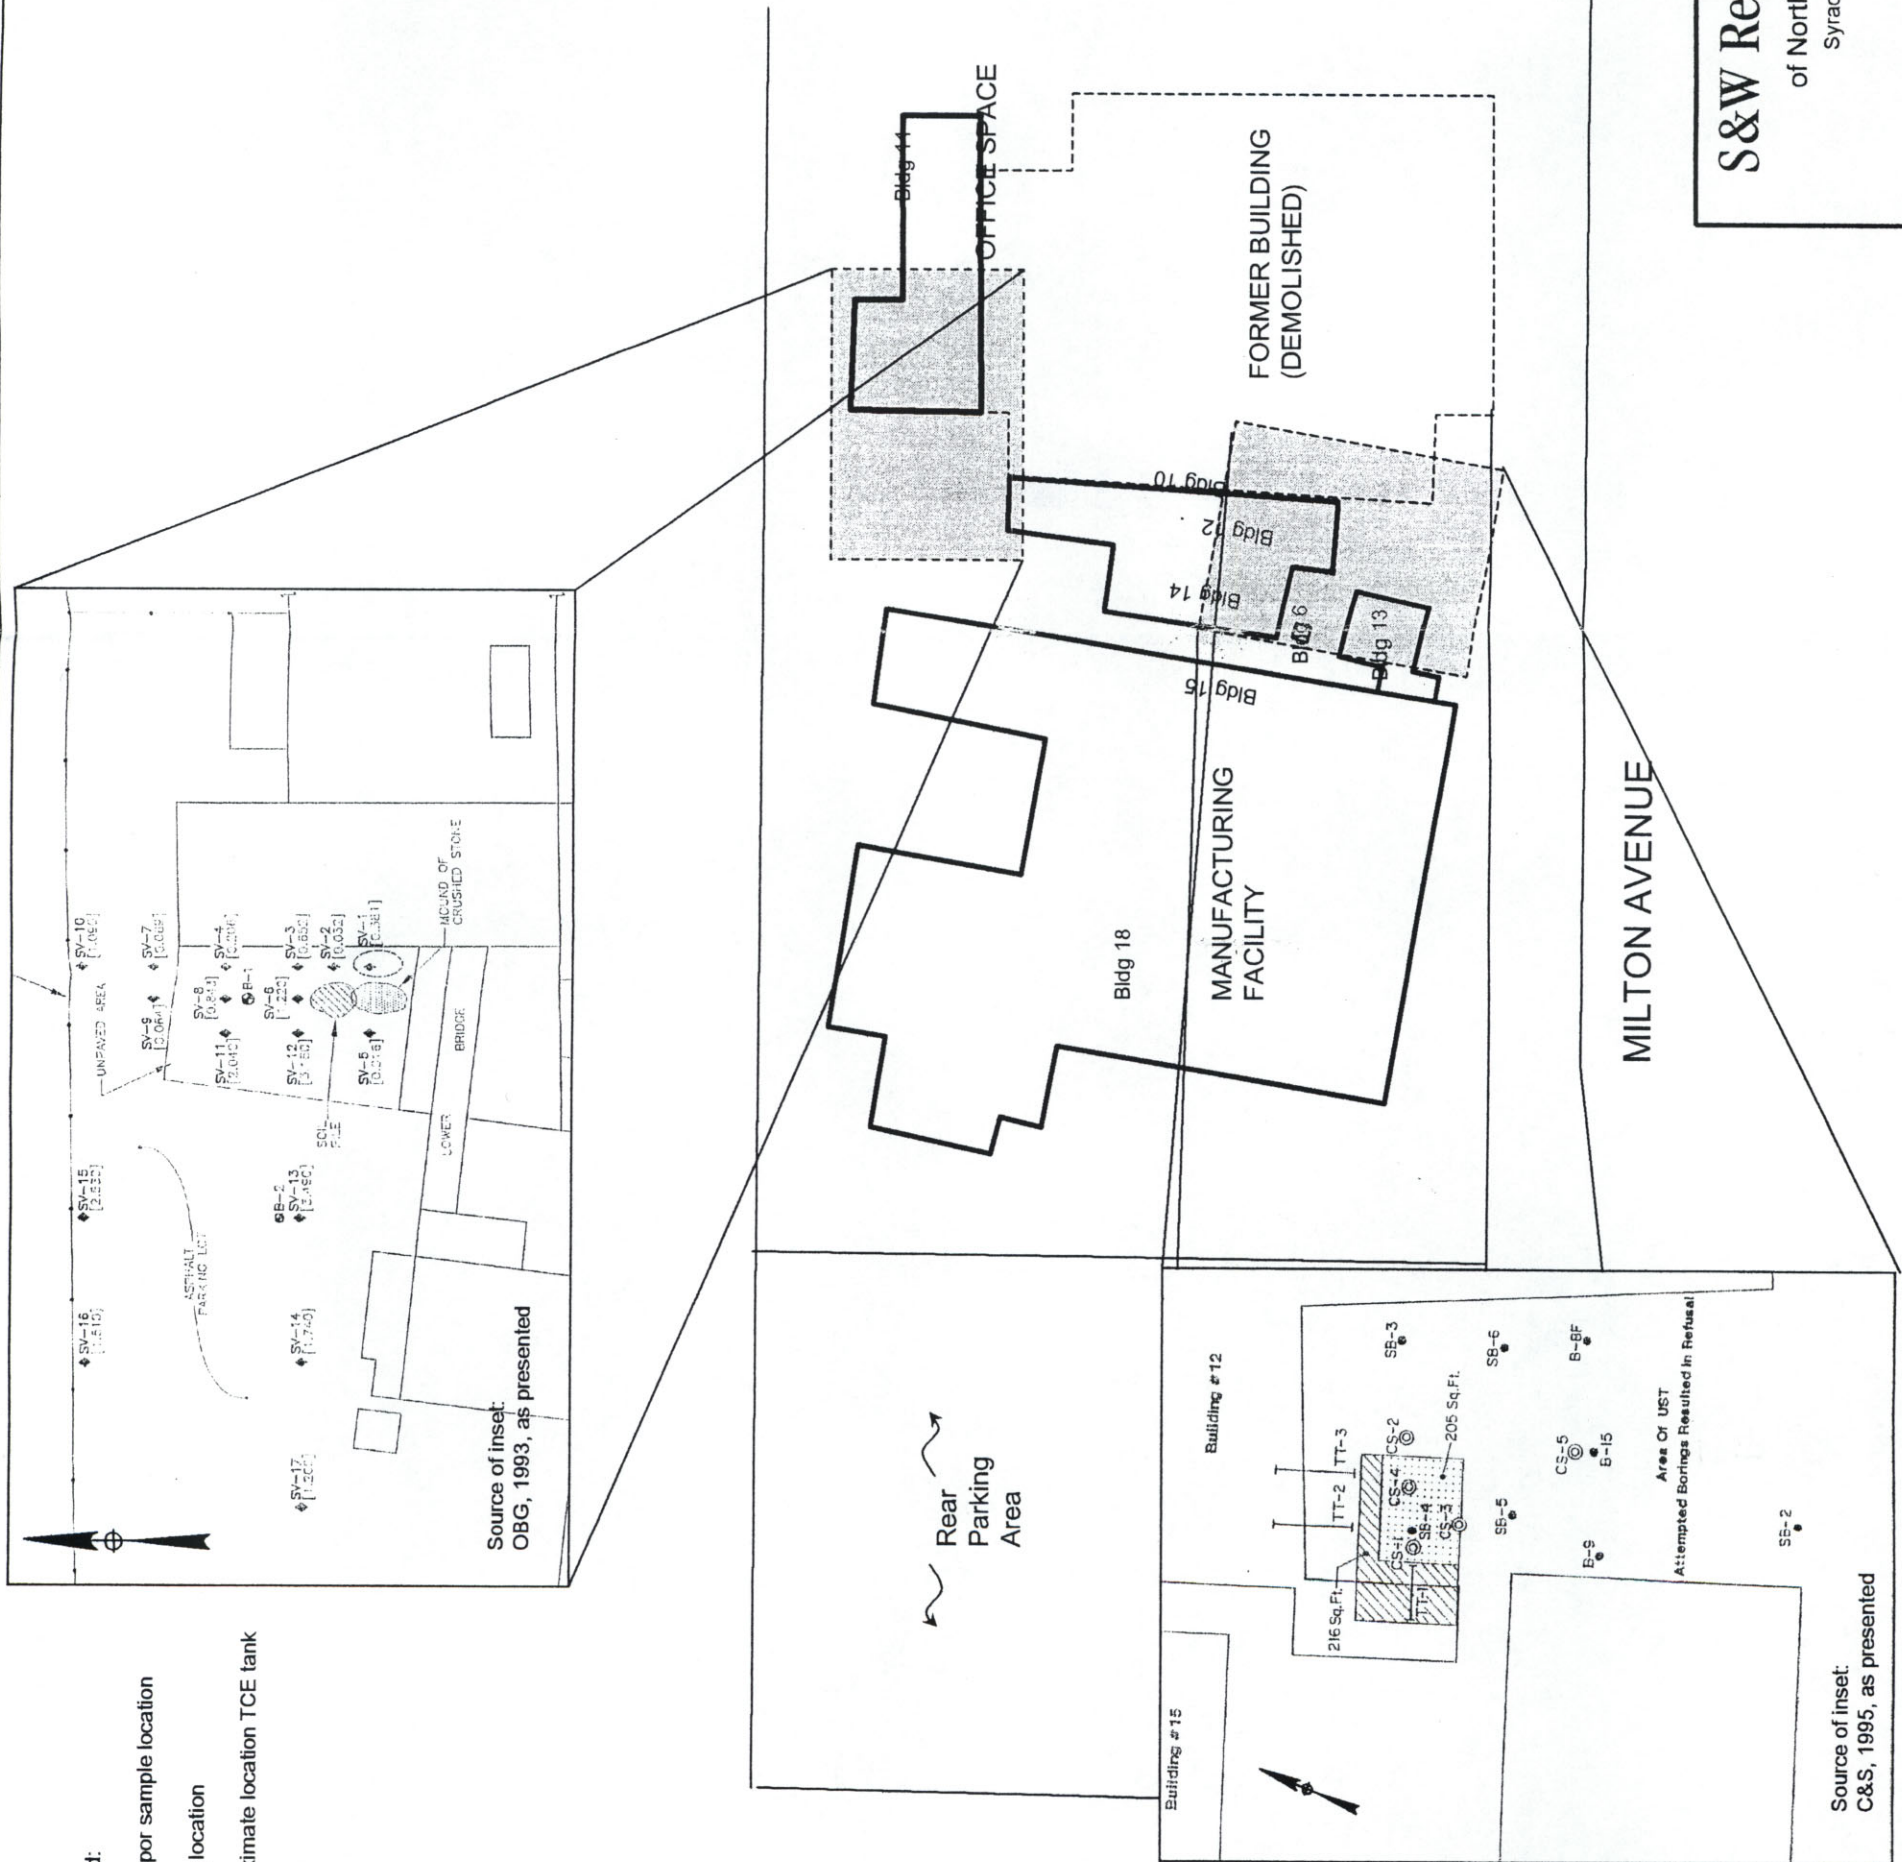 d:
por sample location
location
imate location TCE tank
SV-10
SV-7
SV-4
SV-3
SV-2
[0.032]
SV-1
SV-9
SV-8
B-1
SV-6
SV-11
SV-12
SV-5
UNPAVED AREA
SOIL
PILE
MOUND OF
CRUSHED STONE
LOWER
BRIDGE
SV-15
B-2
SV-13
ASPHALT
PARKING LOT
SV-16
SV-14
SV-17
Source of inset:
OBG, 1993, as presented
Bldg 11
OFFICE SPACE
FORMER BUILDING
(DEMOLISHED)
Bldg 10
Bldg 12
Bldg 14
Bldg 6
Bldg 13
Bldg 15
Bldg 18
MANUFACTURING
FACILITY
MILTON AVENUE
Rear
Parking
Area
Building #15
Building #12
216 Sq.Ft.
205 Sq.Ft.
TT-1
TT-2
TT-3
CS-1
CS-2
CS-3
CS-4
CS-5
SB-4
SB-3
SB-6
B-8F
SB-5
B-15
B-9
SB-2
Area Of UST
Attempted Borings Resulted In Refusal
Source of inset:
C&S, 1995, as presented
S&W Re
of North
Syrac